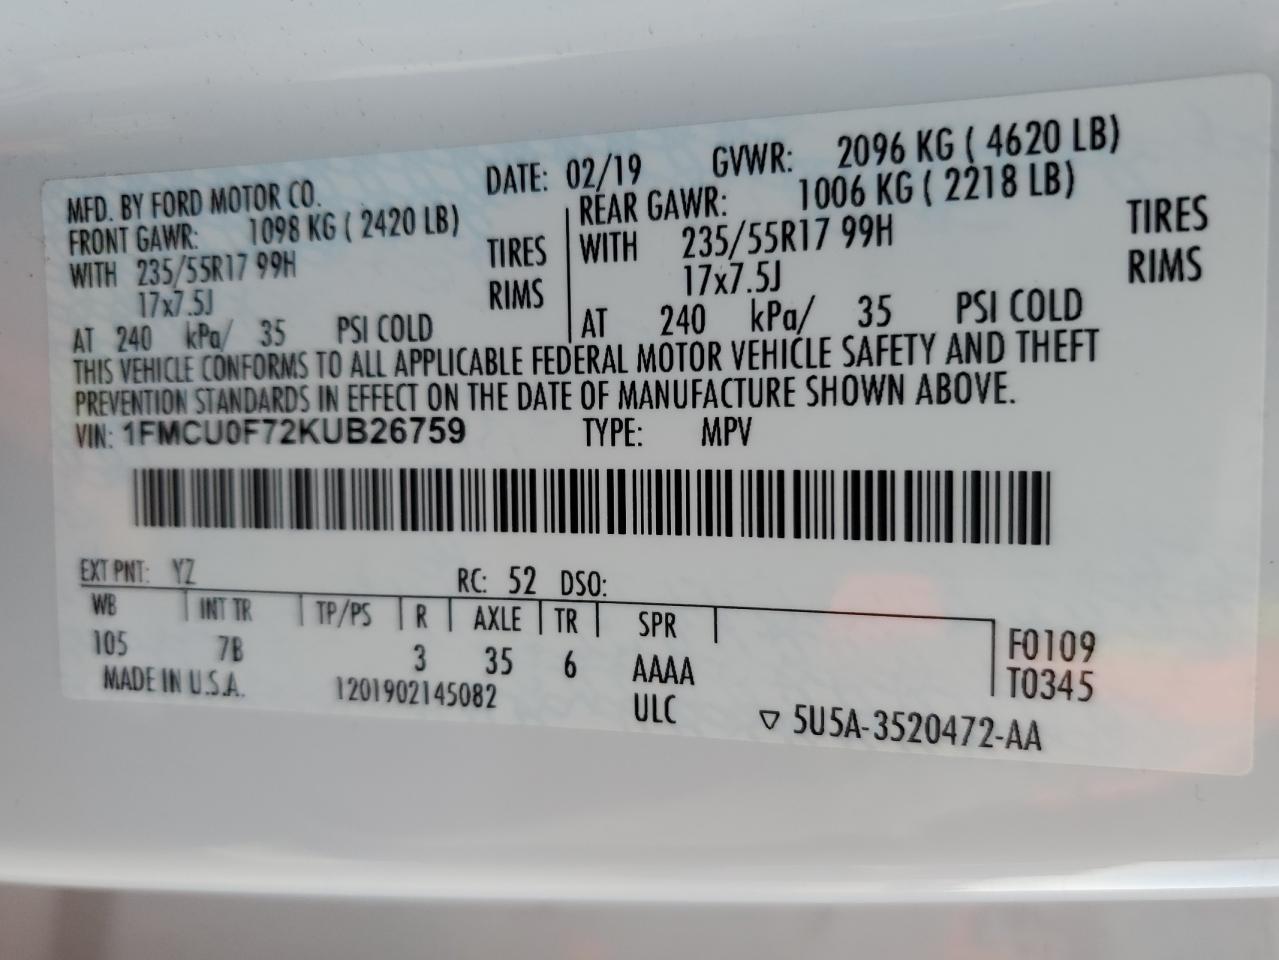 MFD. BY FORD MOTOR CO. DATE: 02/19 GVWR: 2096 KG ( 4620 LB)
FRONT GAWR: 1098 KG ( 2420 LB)
WITH 235/55R17 99H TIRES
17x7.5J RIMS
AT 240 kPa/ 35 PSI COLD
REAR GAWR: 1006 KG ( 2218 LB)
WITH 235/55R17 99H TIRES
17x7.5J RIMS
AT 240 kPa/ 35 PSI COLD
THIS VEHICLE CONFORMS TO ALL APPLICABLE FEDERAL MOTOR VEHICLE SAFETY AND THEFT
PREVENTION STANDARDS IN EFFECT ON THE DATE OF MANUFACTURE SHOWN ABOVE.
VIN: 1FMCU0F72KUB26759 TYPE: MPV
EXT PNT: YZ RC: 52 DSO:
WB INT TR TP/PS R AXLE TR SPR
105 7B 3 35 6 AAAA
F0109
T0345
MADE IN U.S.A. 1201902145082 ULC ▽ 5U5A-3520472-AA